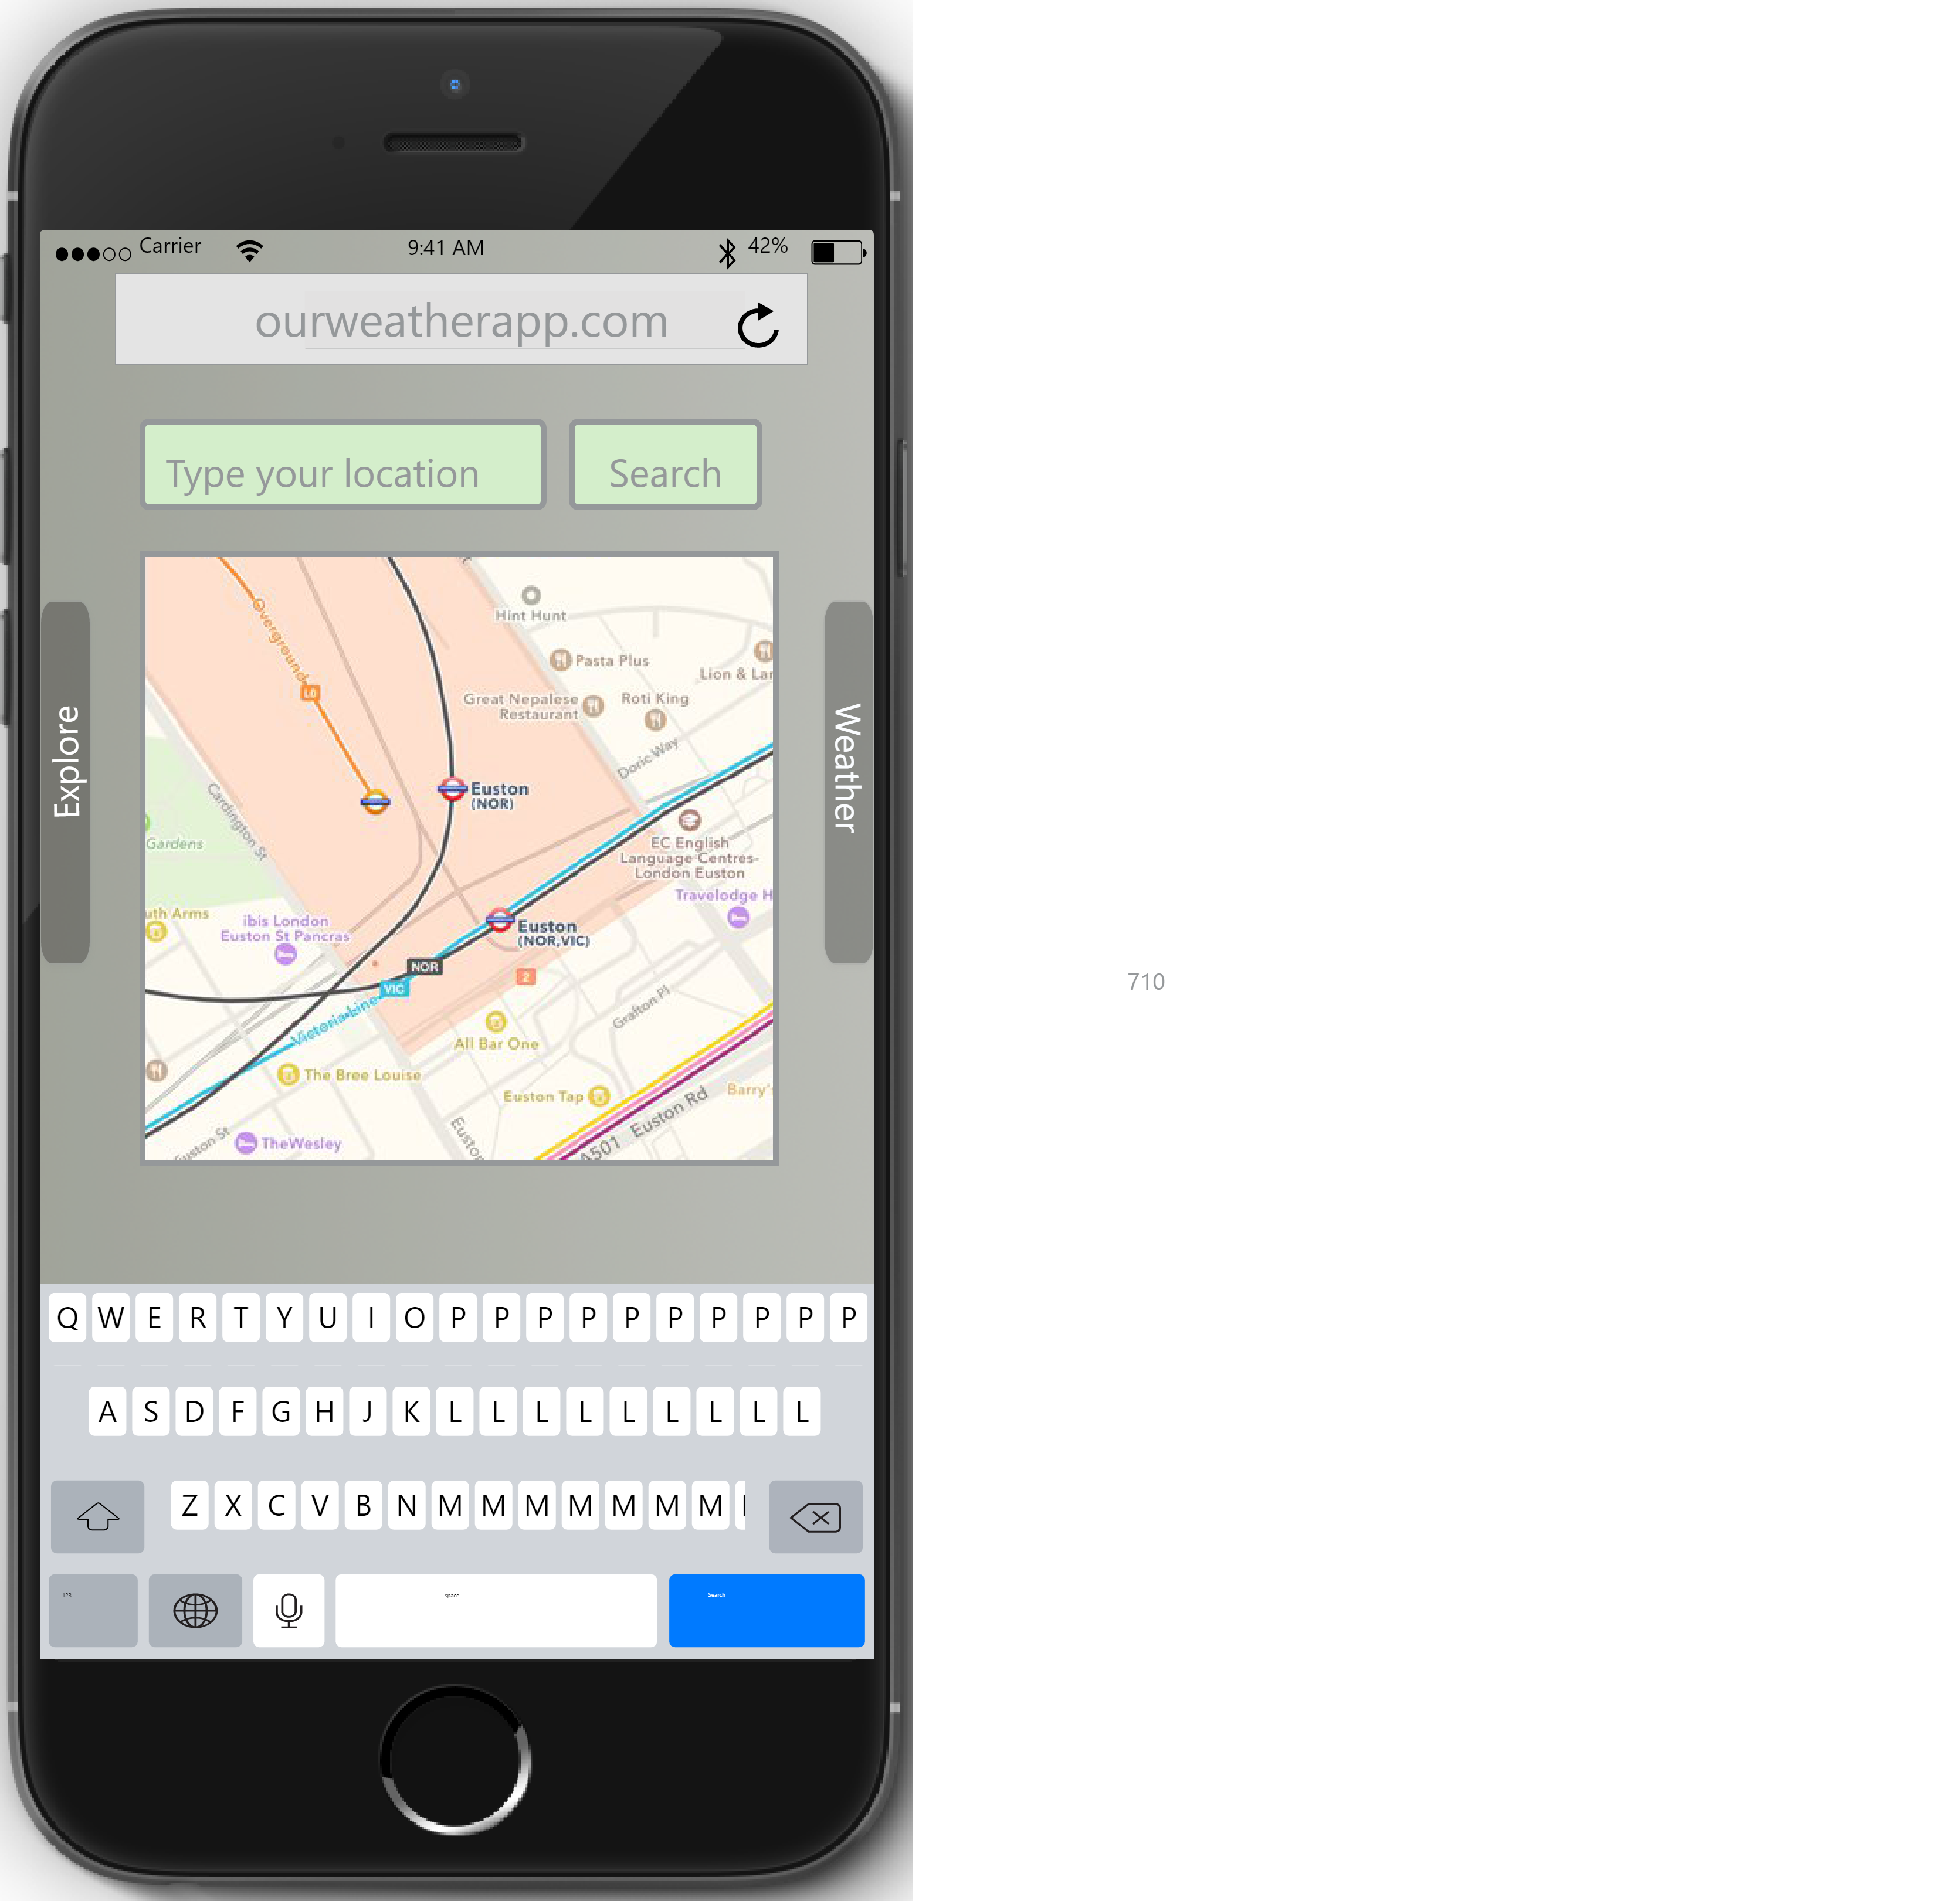 Carrier 9:41 AM 42%
ourweatherapp.com
Type your location Search
Explore
Weather
Overground
LO
Hint Hunt
Pasta Plus
Lion & Lam
Great Nepalese
Restaurant
Roti King
Doric Way
Euston
(NOR)
Cardington St
Gardens
EC English
Language Centres-
London Euston
Travelodge H
uth Arms
ibis London
Euston St Pancras
Euston
(NOR,VIC)
NOR
VIC
2
Victoria Line
Grafton Pl
All Bar One
The Bree Louise
Euston Tap
Barry's
Euston Rd
A501
Euston St
Euston
TheWesley
710
Q W E R T Y U I O P P P P P P P P P P
A S D F G H J K L L L L L L L L L
Z X C V B N M M M M M M M
123 space Search